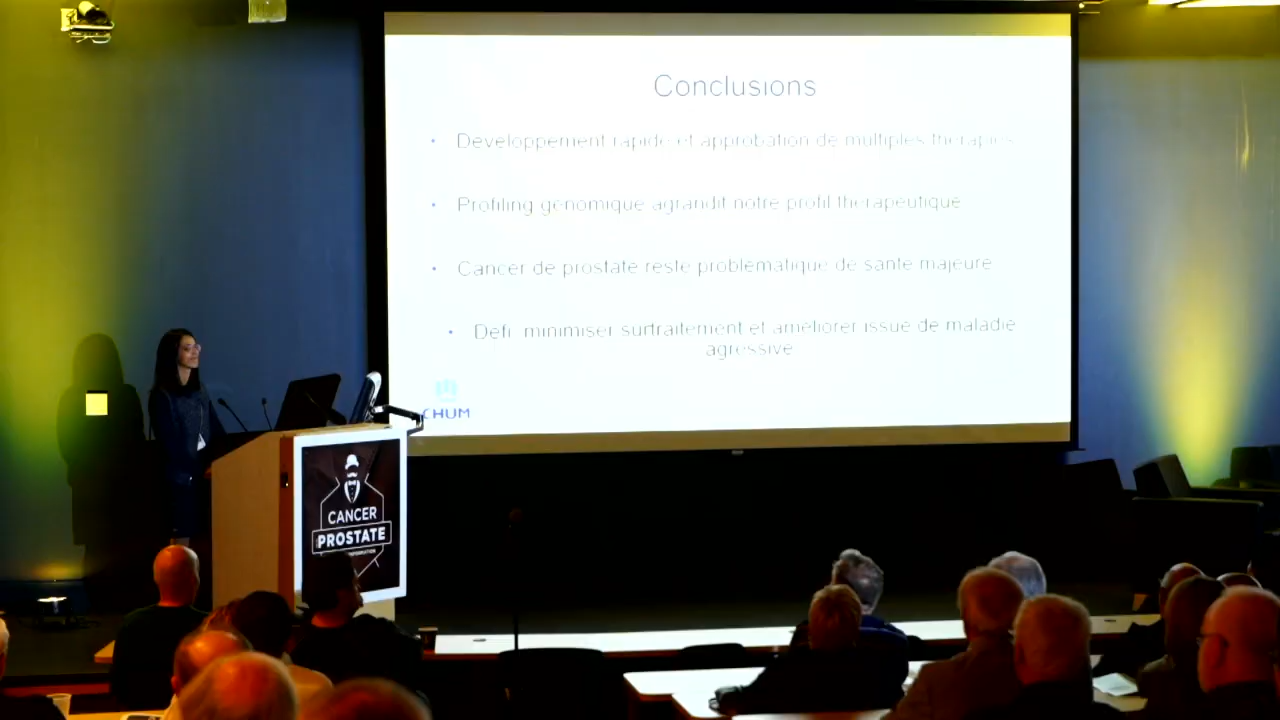 Conclusions
• Développement rapide et approbation de multiples thérapies
• Profiling génomique agrandit notre profil thérapeutique
• Cancer de prostate reste problématique de santé majeure
• Défi: minimiser surtraitement et améliorer issue de maladie
agressive
CHUM
CANCER
PROSTATE